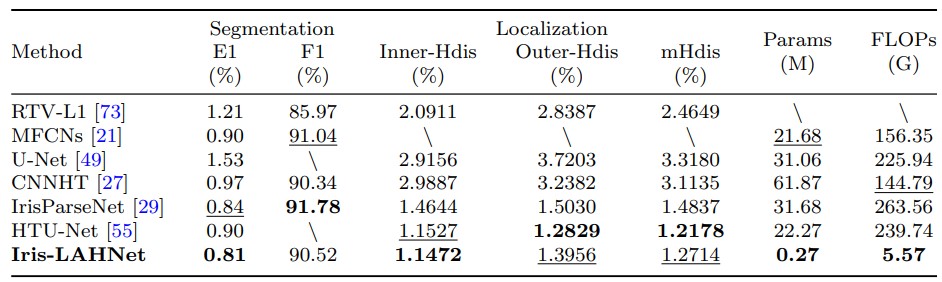 Segmentation Localization
Method E1 F1 Inner-Hdis Outer-Hdis mHdis Params FLOPs
(%) (%) (%) (%) (%) (M) (G)
RTV-L1 [73] 1.21 85.97 2.0911 2.8387 2.4649 \ \
MFCNs [21] 0.90 91.04 \ \ \ 21.68 156.35
U-Net [49] 1.53 \ 2.9156 3.7203 3.3180 31.06 225.94
CNNHT [27] 0.97 90.34 2.9887 3.2382 3.1135 61.87 144.79
IrisParseNet [29] 0.84 91.78 1.4644 1.5030 1.4837 31.68 263.56
HTU-Net [55] 0.90 \ 1.1527 1.2829 1.2178 22.27 239.74
Iris-LAHNet 0.81 90.52 1.1472 1.3956 1.2714 0.27 5.57